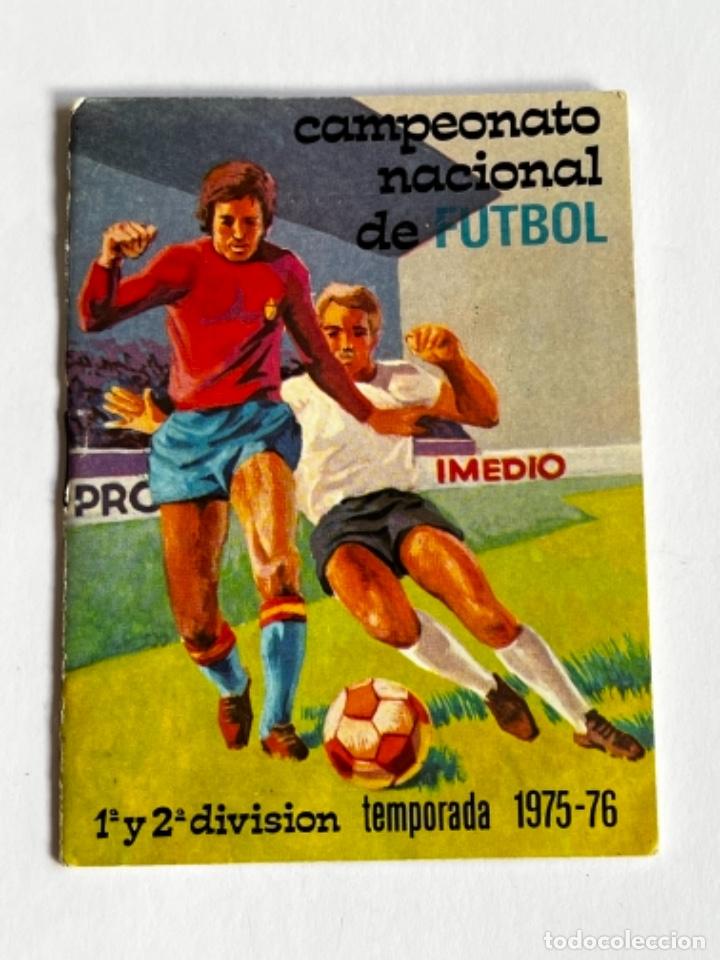 campeonato
nacional
de FUTBOL
IMEDIO
PRO
1ª y 2ª division temporada 1975-76
todocoleccion